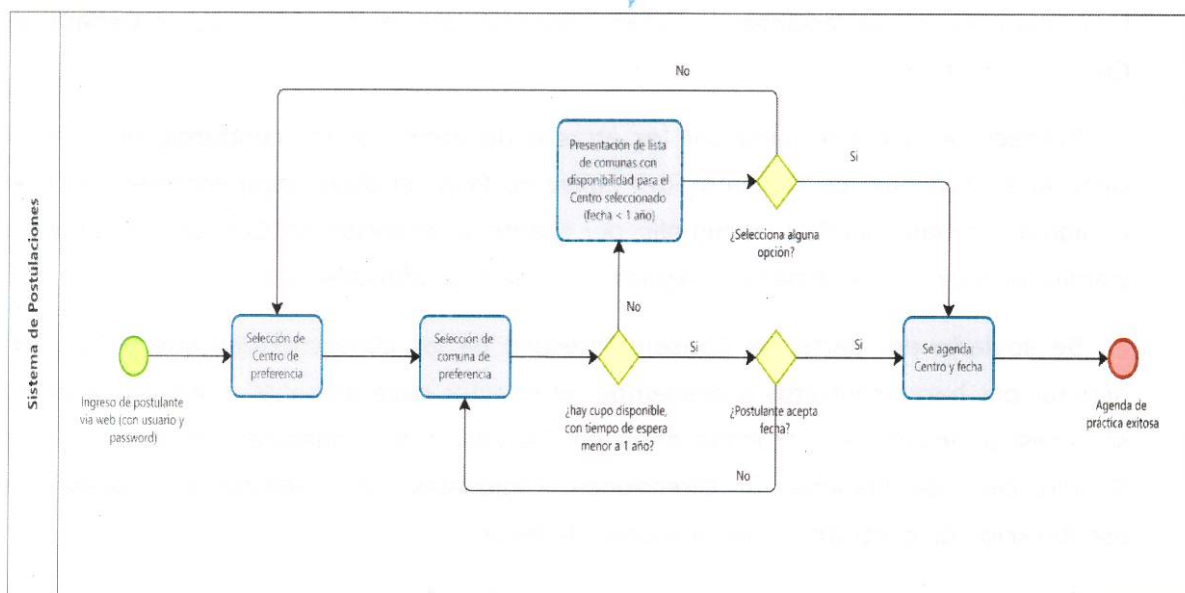 Sistema de Postulaciones
No
Presentación de lista
de comunas con
disponibilidad para el
Centro seleccionado
(fecha < 1 año)
Si
¿Selecciona alguna
opción?
No
Selección de
Centro de
preferencia
Selección de
comuna de
preferencia
Si
Si
Se agenda
Centro y fecha
Ingreso de postulante
via web (con usuario y
password)
¿hay cupo disponible,
con tiempo de espera
menor a 1 año?
¿Postulante acepta
fecha?
Agenda de
práctica exitosa
No